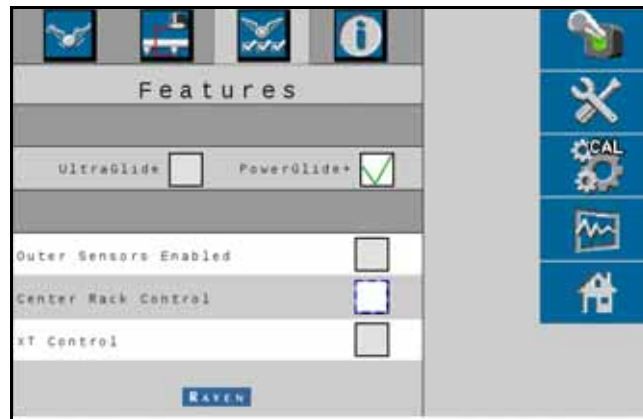 Features
UltraGlide PowerGlide+
Outer Sensors Enabled
Center Rack Control
XT Control
RAVEN
CAL